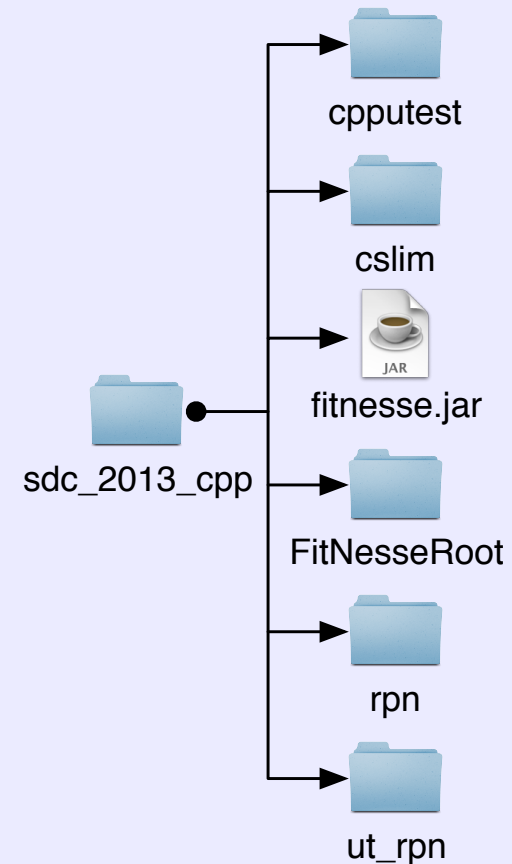 cpputest
cslim
JAR
fitnesse.jar
sdc_2013_cpp
FitNesseRoot
rpn
ut_rpn